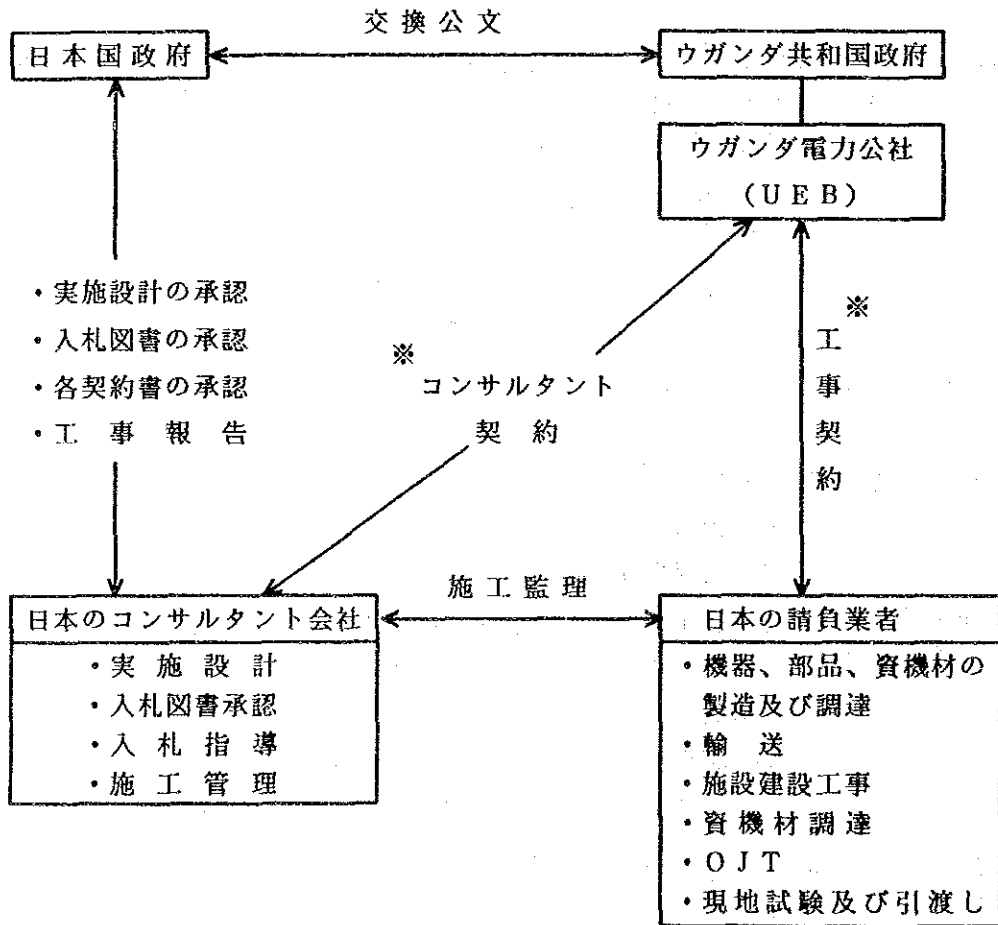 交換公文
日本国政府
ウガンダ共和国政府
ウガンダ電力公社
(UEB)
・実施設計の承認
・入札図書の承認
・各契約書の承認
・工事報告
※
コンサルタント
契約
※
工事契約
施工監理
日本のコンサルタント会社
・実施設計
・入札図書承認
・入札指導
・施工管理
日本の請負業者
・機器、部品、資機材の
製造及び調達
・輸送
・施設建設工事
・資機材調達
・OJT
・現地試験及び引渡し